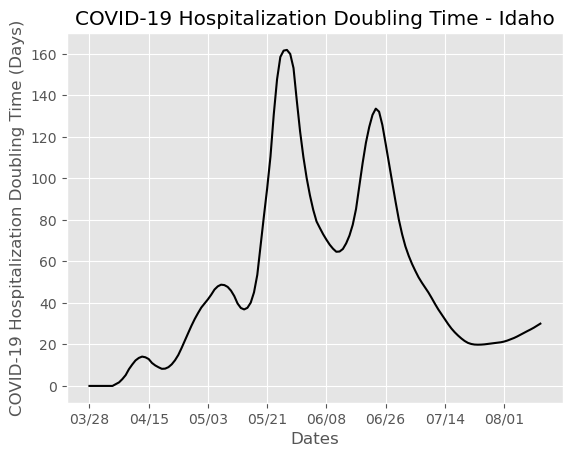 COVID-19 Hospitalization Doubling Time - Idaho
COVID-19 Hospitalization Doubling Time (Days)
160
140
120
100
80
60
40
20
0
03/28 04/15 05/03 05/21 06/08 06/26 07/14 08/01
Dates